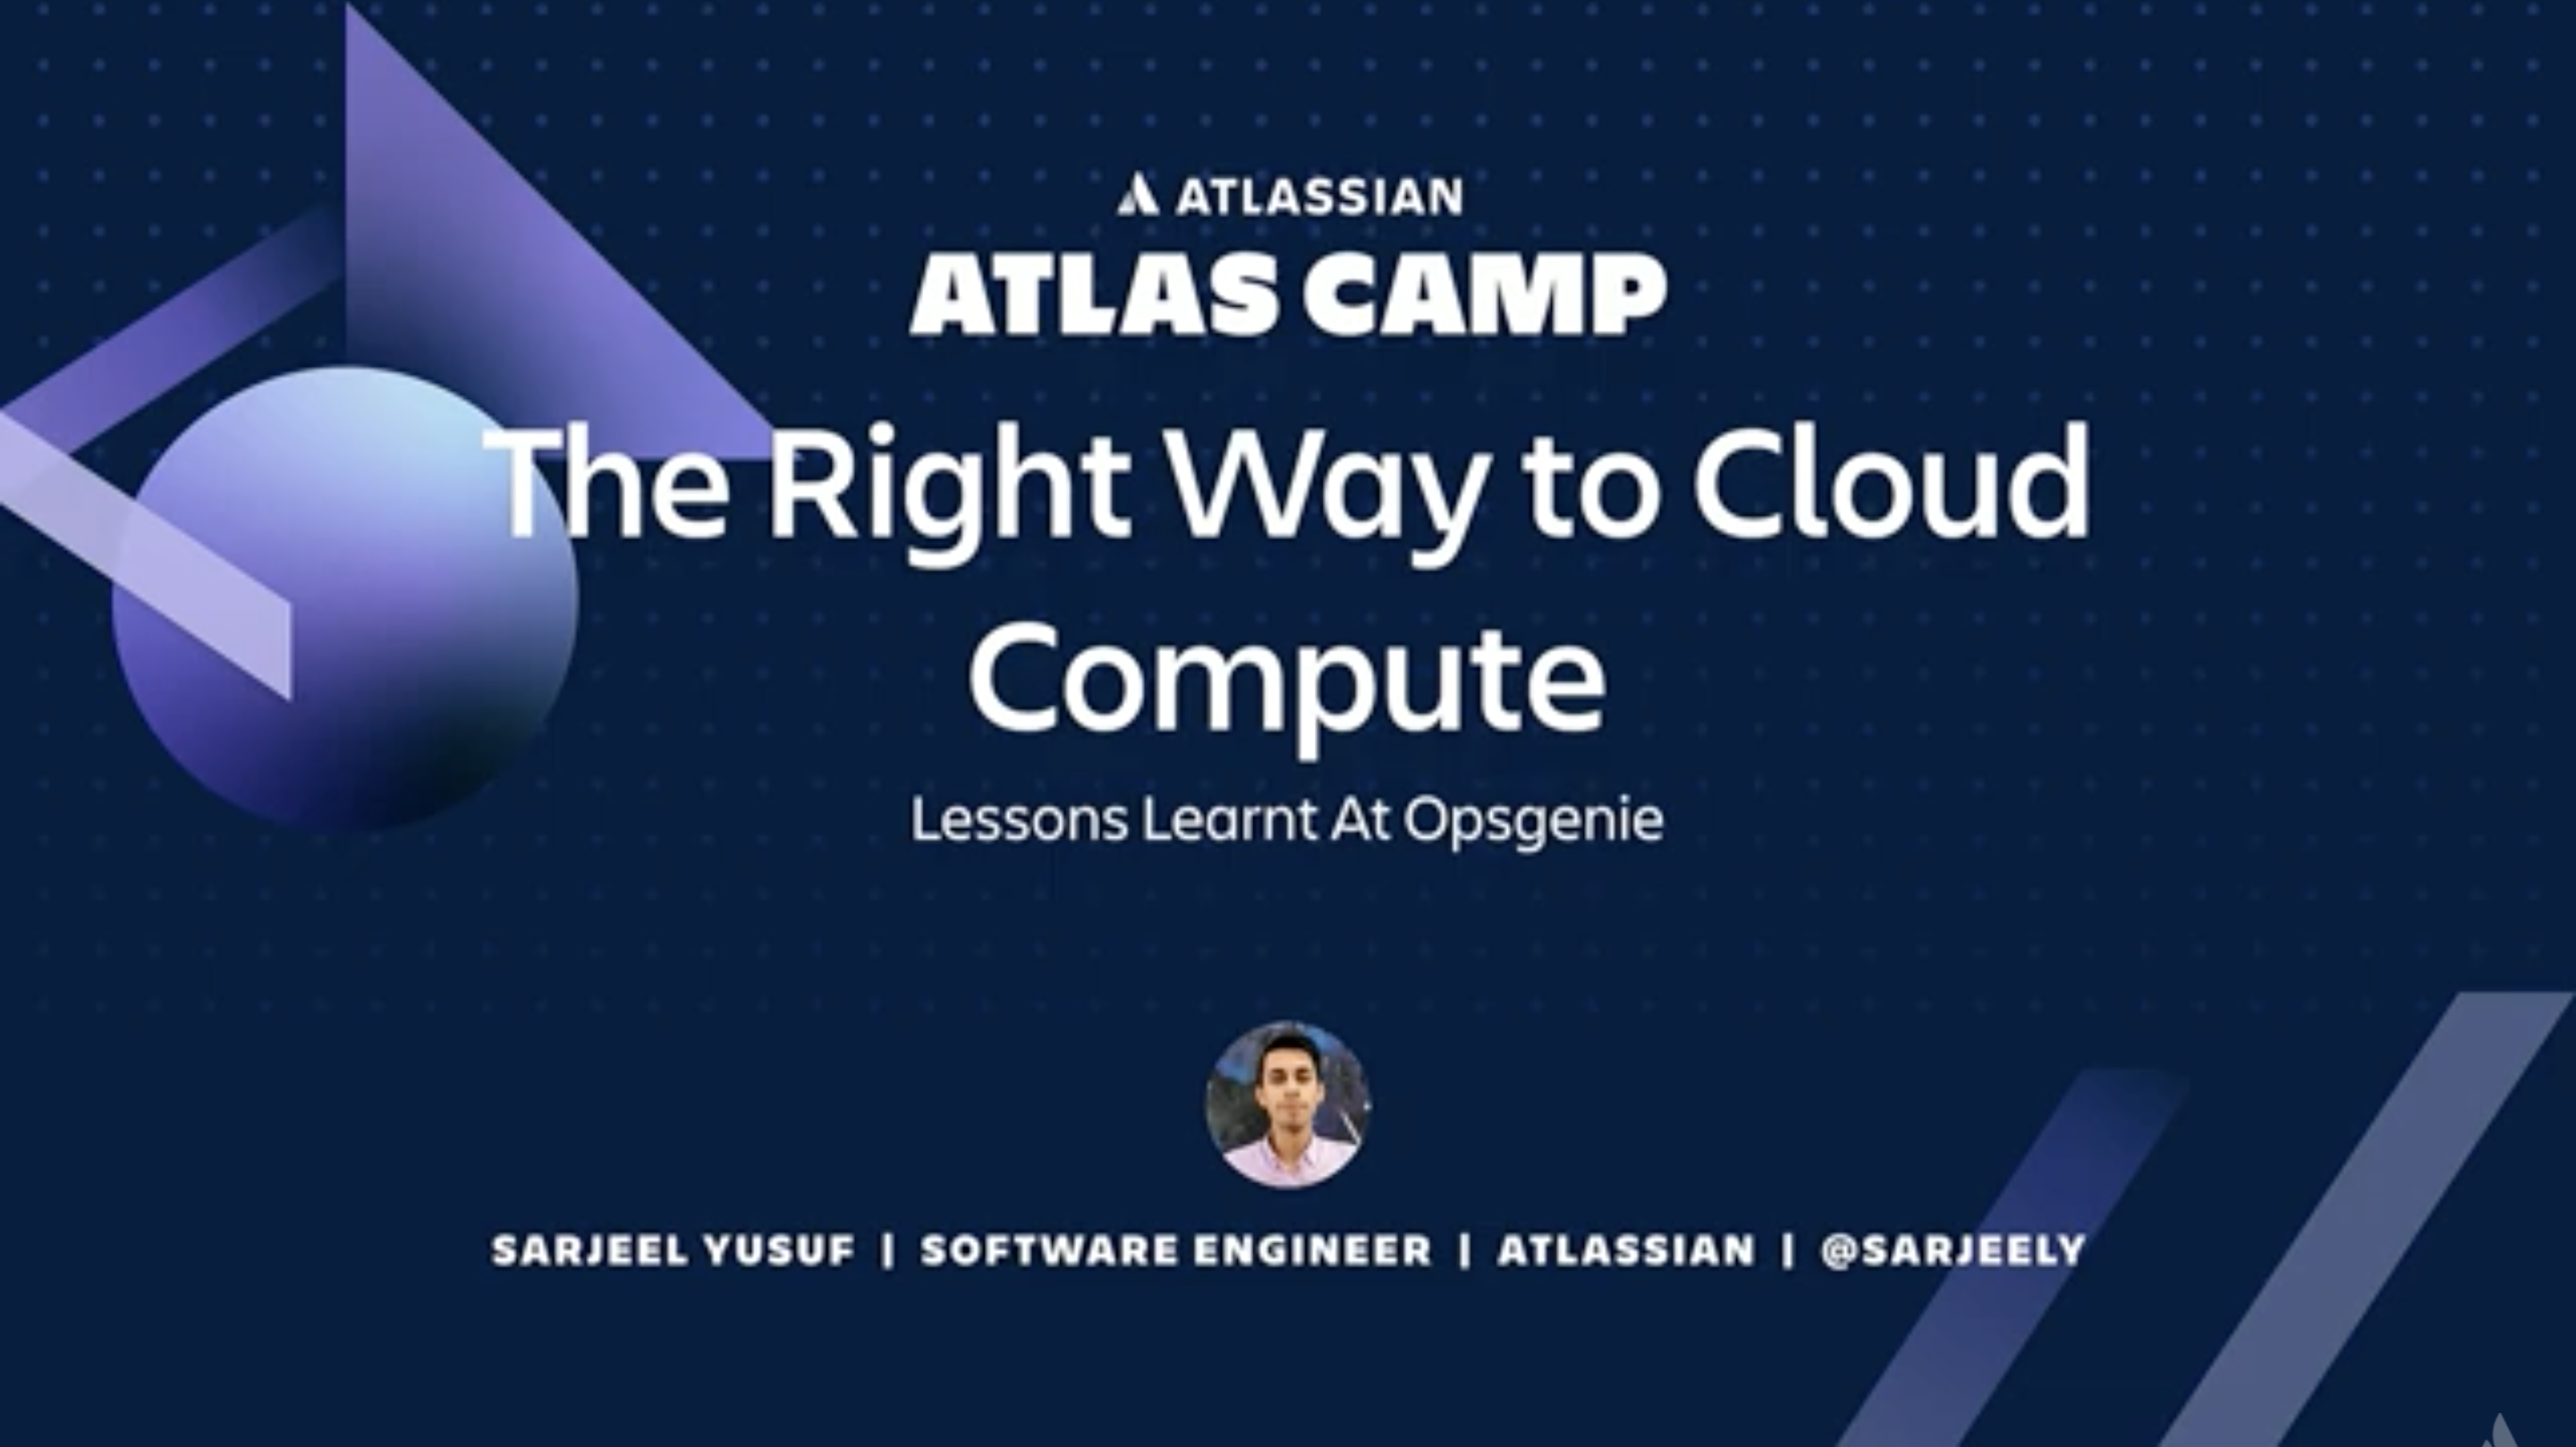 ATLASSIAN
ATLAS CAMP
The Right Way to Cloud
Compute
Lessons Learnt At Opsgenie
SARJEEL YUSUF | SOFTWARE ENGINEER | ATLASSIAN | @SARJEELY